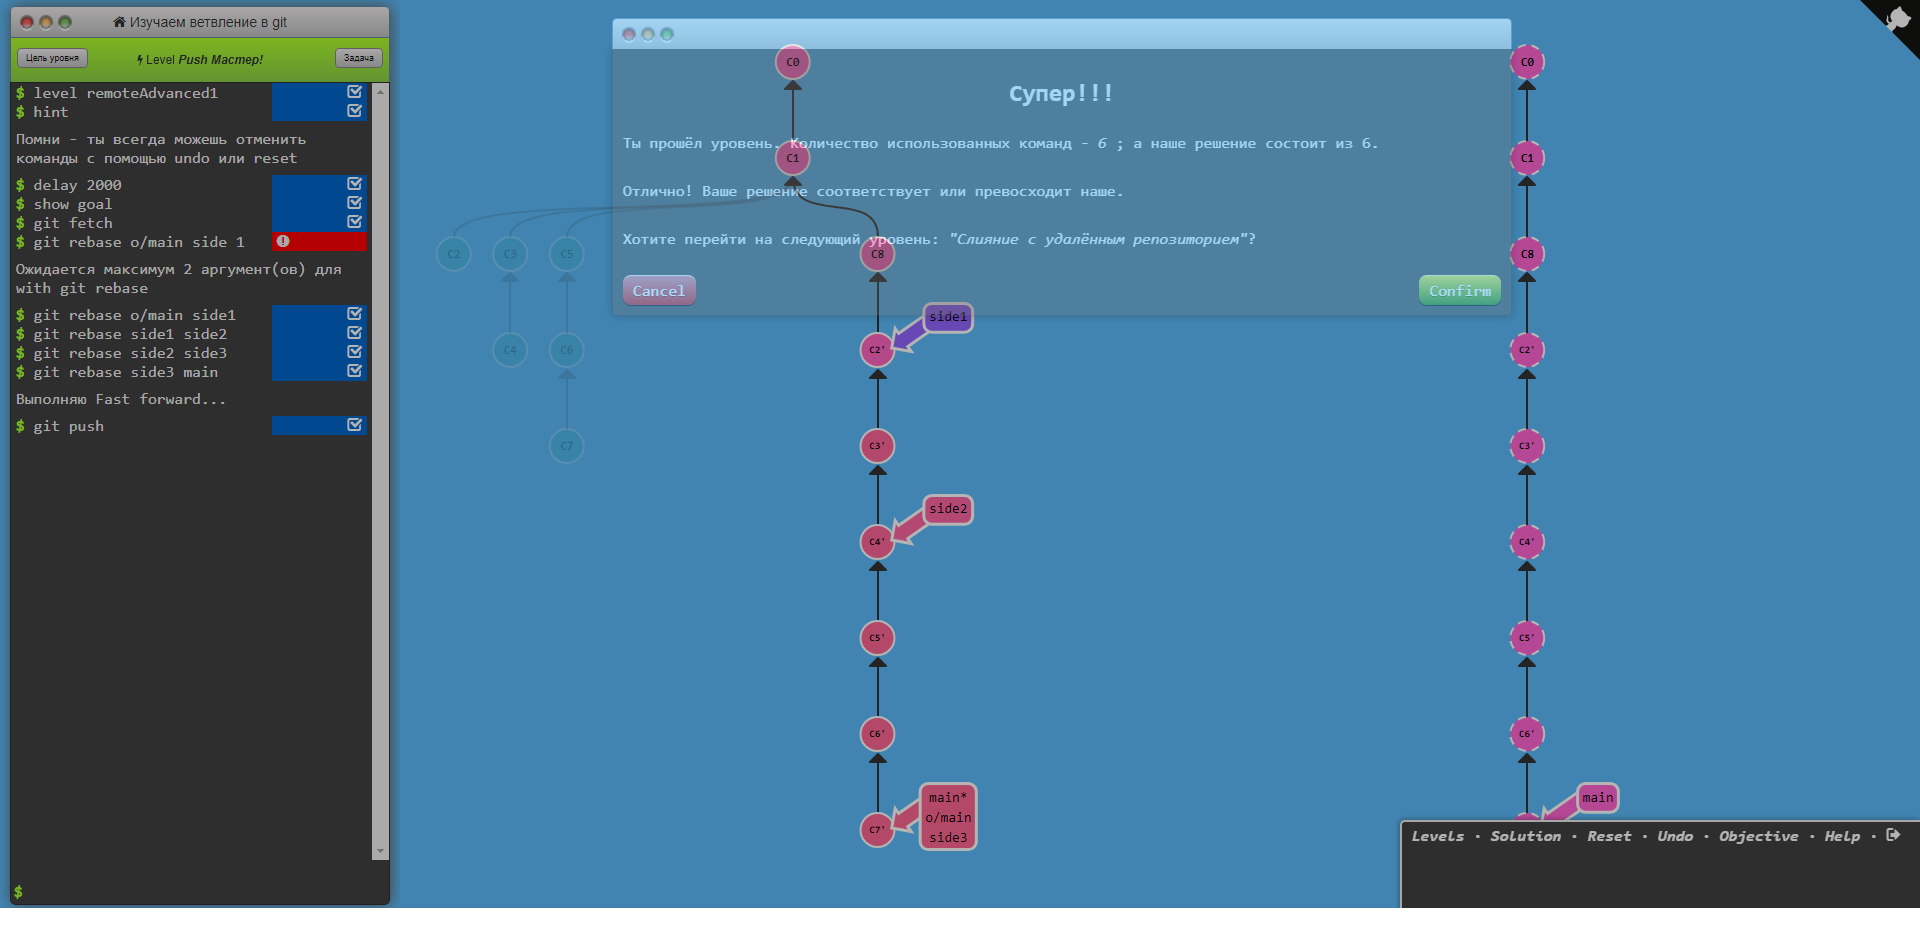 Изучаем ветвление в git
Цель уровня
Level Push Мастер!
Задача
$ level remoteAdvanced1
$ hint
Помни - ты всегда можешь отменить
команды с помощью undo или reset
$ delay 2000
$ show goal
$ git fetch
$ git rebase o/main side 1
Ожидается максимум 2 аргумент(ов) для
with git rebase
$ git rebase o/main side1
$ git rebase side1 side2
$ git rebase side2 side3
$ git rebase side3 main
Выполняю Fast forward...
$ git push
$
Супер!!!
Ты прошёл уровень. Количество использованных команд - 6 ; а наше решение состоит из 6.
Отлично! Ваше решение соответствует или превосходит наше.
Хотите перейти на следующий уровень: "Слияние с удалённым репозиторием"?
Cancel
Confirm
C0
C1
C2
C3
C5
C8
C4
C6
C7
side1
C2'
C3'
side2
C4'
C5'
C6'
C7'
main*
o/main
side3
C0
C1
C8
C2'
C3'
C4'
C5'
C6'
main
Levels · Solution · Reset · Undo · Objective · Help ·